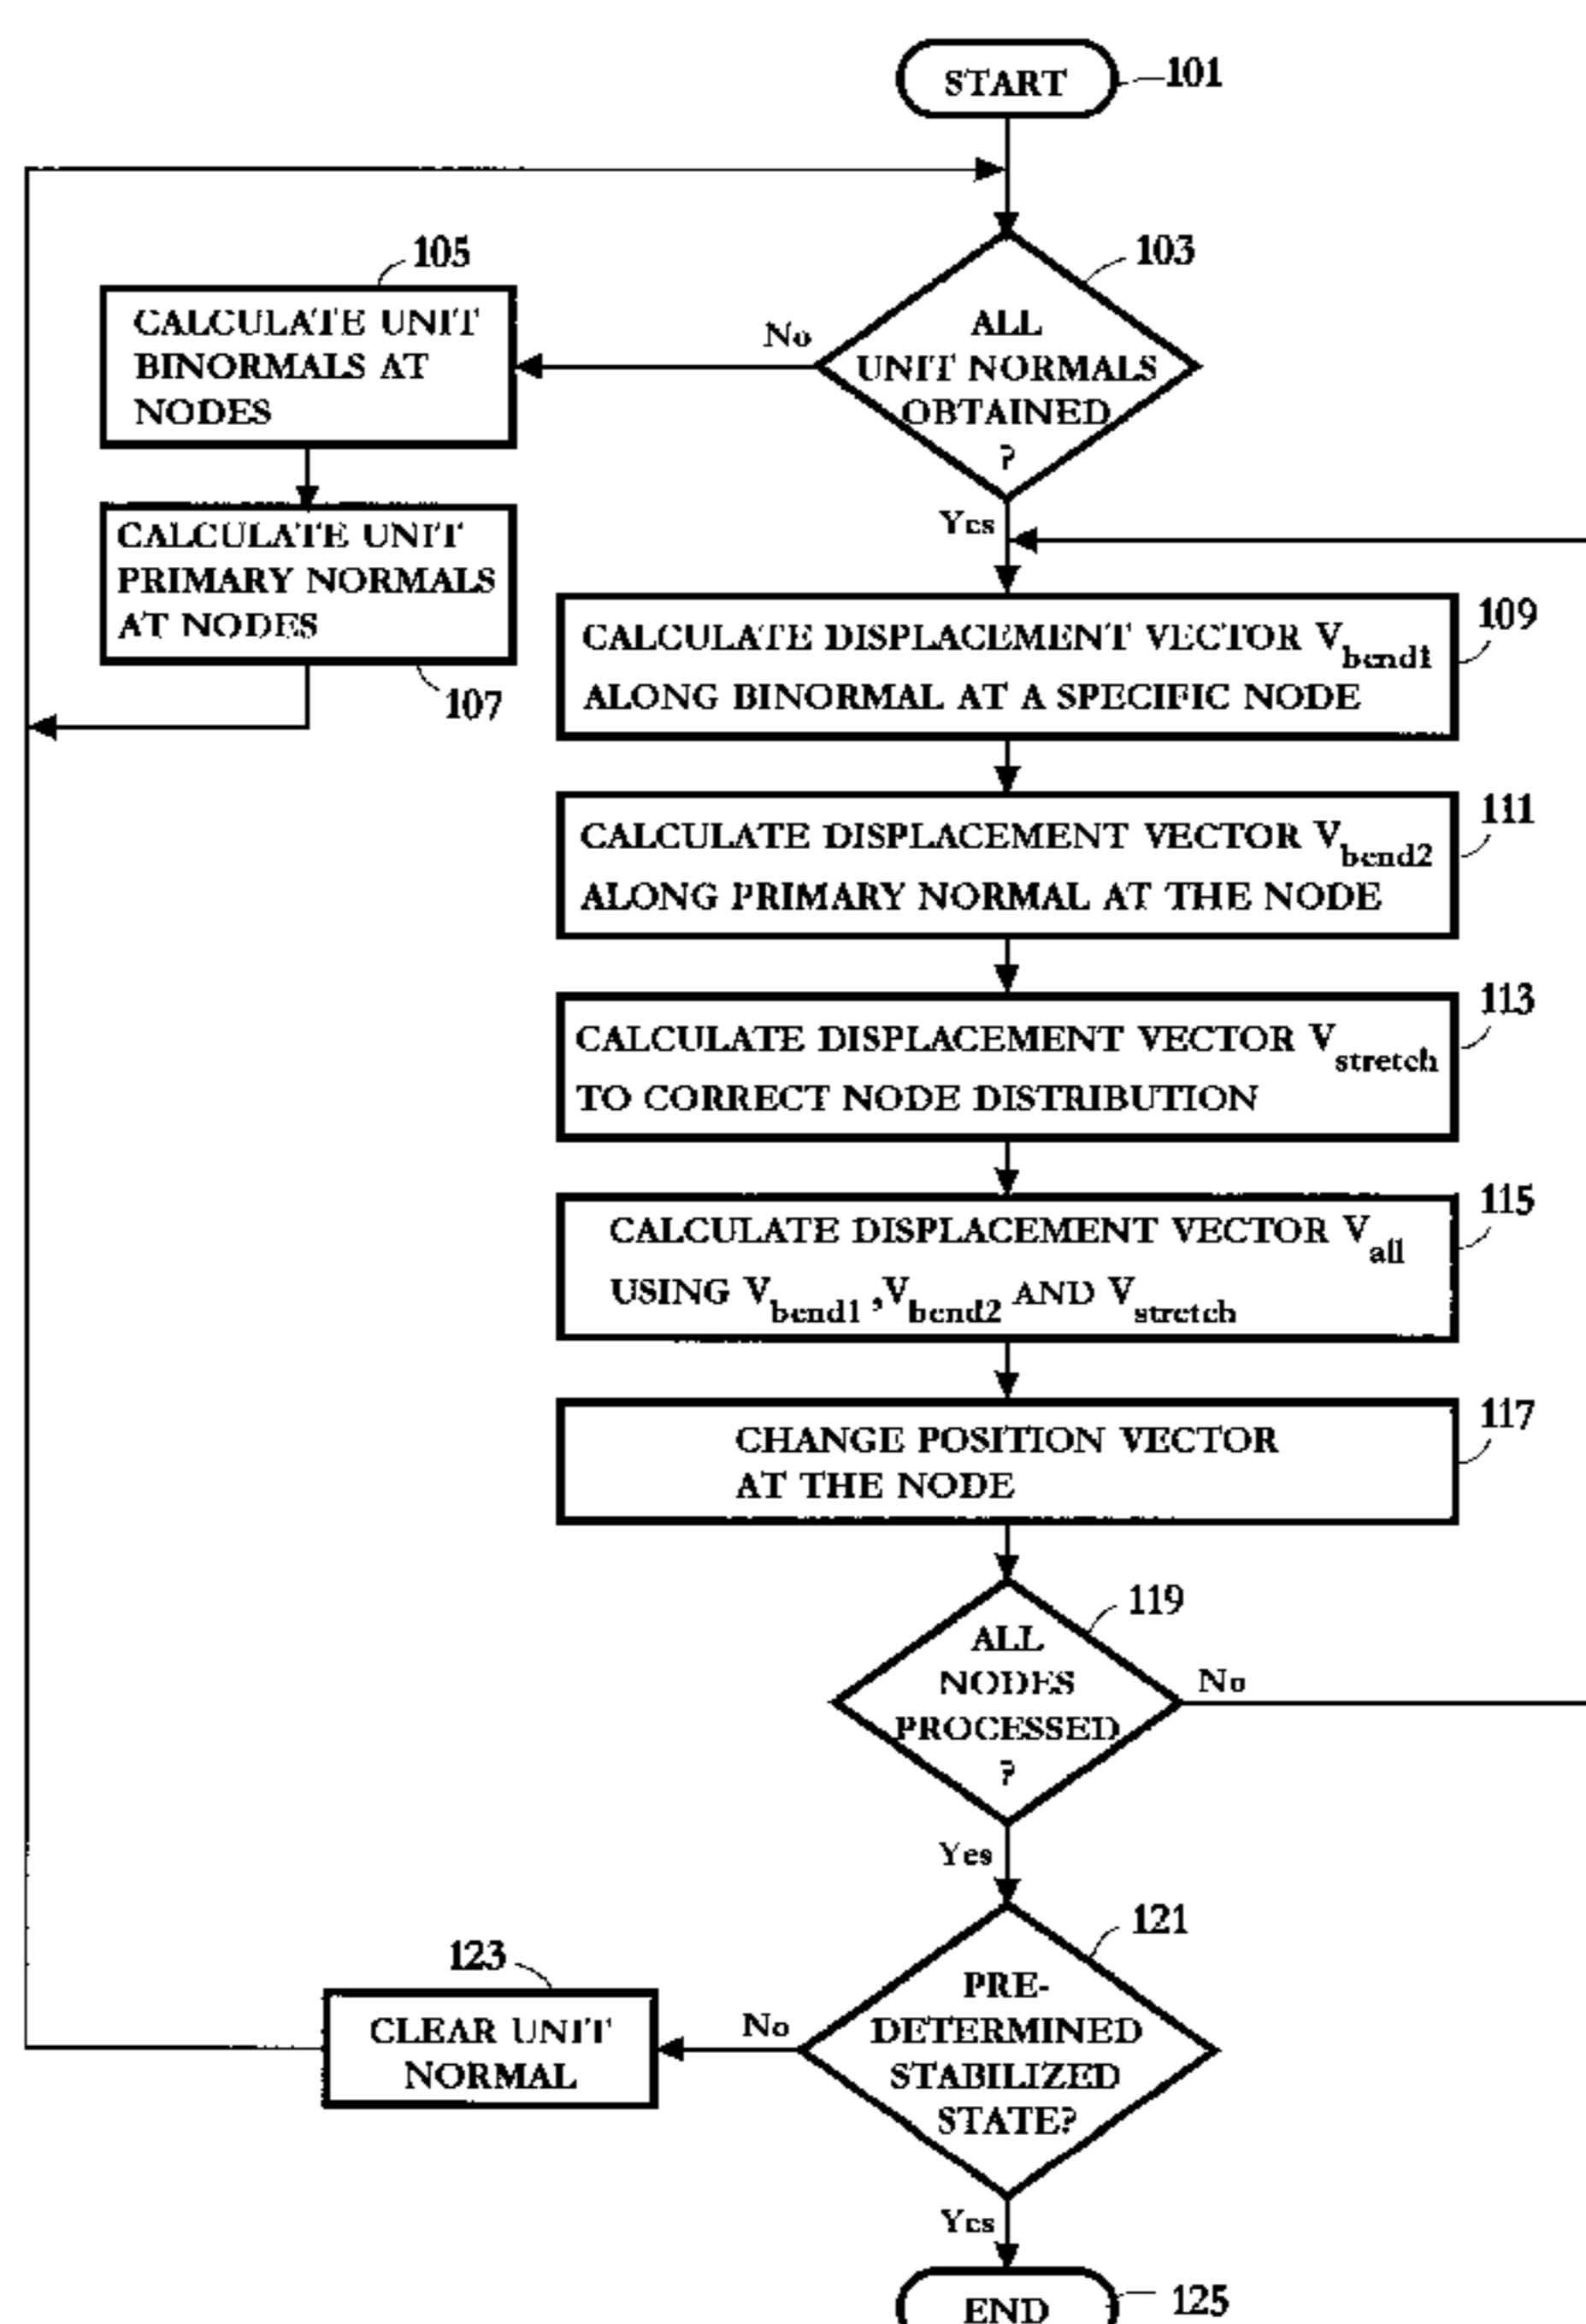 START
101
103
ALL
UNIT NORMALS
OBTAINED
?
No
Yes
105
CALCULATE UNIT
BINORMALS AT
NODES
CALCULATE UNIT
PRIMARY NORMALS
AT NODES
107
109
CALCULATE DISPLACEMENT VECTOR Vbend1
ALONG BINORMAL AT A SPECIFIC NODE
111
CALCULATE DISPLACEMENT VECTOR Vbend2
ALONG PRIMARY NORMAL AT THE NODE
113
CALCULATE DISPLACEMENT VECTOR Vstretch
TO CORRECT NODE DISTRIBUTION
115
CALCULATE DISPLACEMENT VECTOR Vall
USING Vbend1 ,Vbend2 AND Vstretch
117
CHANGE POSITION VECTOR
AT THE NODE
119
ALL
NODES
PROCESSED
?
No
Yes
121
PRE-
DETERMINED
STABILIZED
STATE?
No
123
CLEAR UNIT
NORMAL
Yes
END
125